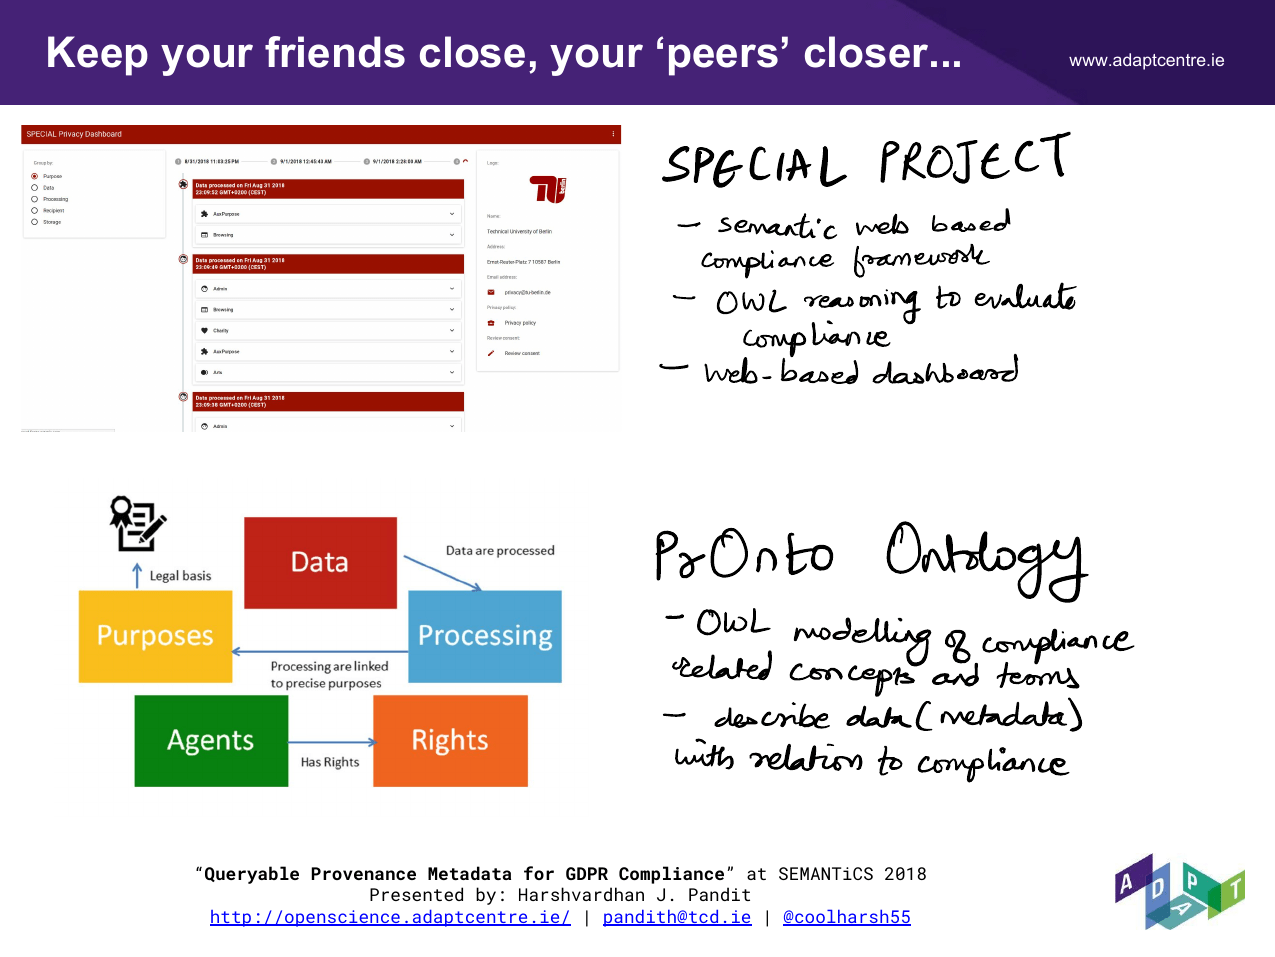 Keep your friends close, your ‘peers’ closer...
www.adaptcentre.ie
SPECIAL Privacy Dashboard
Group by:
Purpose
Data
Processing
Recipient
Storage
8/31/2018 11:03:25 PM
9/1/2018 12:45:43 AM
9/1/2018 2:28:00 AM
Data processed on Fri Aug 31 2018
23:09:52 GMT+0200 (CEST)
AuxPurpose
Browsing
Data processed on Fri Aug 31 2018
23:09:49 GMT+0200 (CEST)
Admin
Browsing
Charity
AuxPurpose
Arts
Data processed on Fri Aug 31 2018
23:09:38 GMT+0200 (CEST)
Admin
Logo:
TU berlin
Name:
Technical University of Berlin
Address:
Ernst-Reuter-Platz 7 10587 Berlin
Email address:
privacy@tu-berlin.de
Privacy policy:
Privacy policy
Review consent:
Review consent
SPECIAL PROJECT
- semantic web based
compliance framework
- OWL reasoning to evaluate
compliance
- web-based dashboard
Data
Data are processed
Legal basis
Purposes
Processing
Processing are linked
to precise purposes
Agents
Has Rights
Rights
PrOnto Ontology
- OWL modelling of compliance
related concepts and terms
- describe data (metadata)
with relation to compliance
“Queryable Provenance Metadata for GDPR Compliance” at SEMANTiCS 2018
Presented by: Harshvardhan J. Pandit
http://openscience.adaptcentre.ie/ | pandith@tcd.ie | @coolharsh55
ADAPT